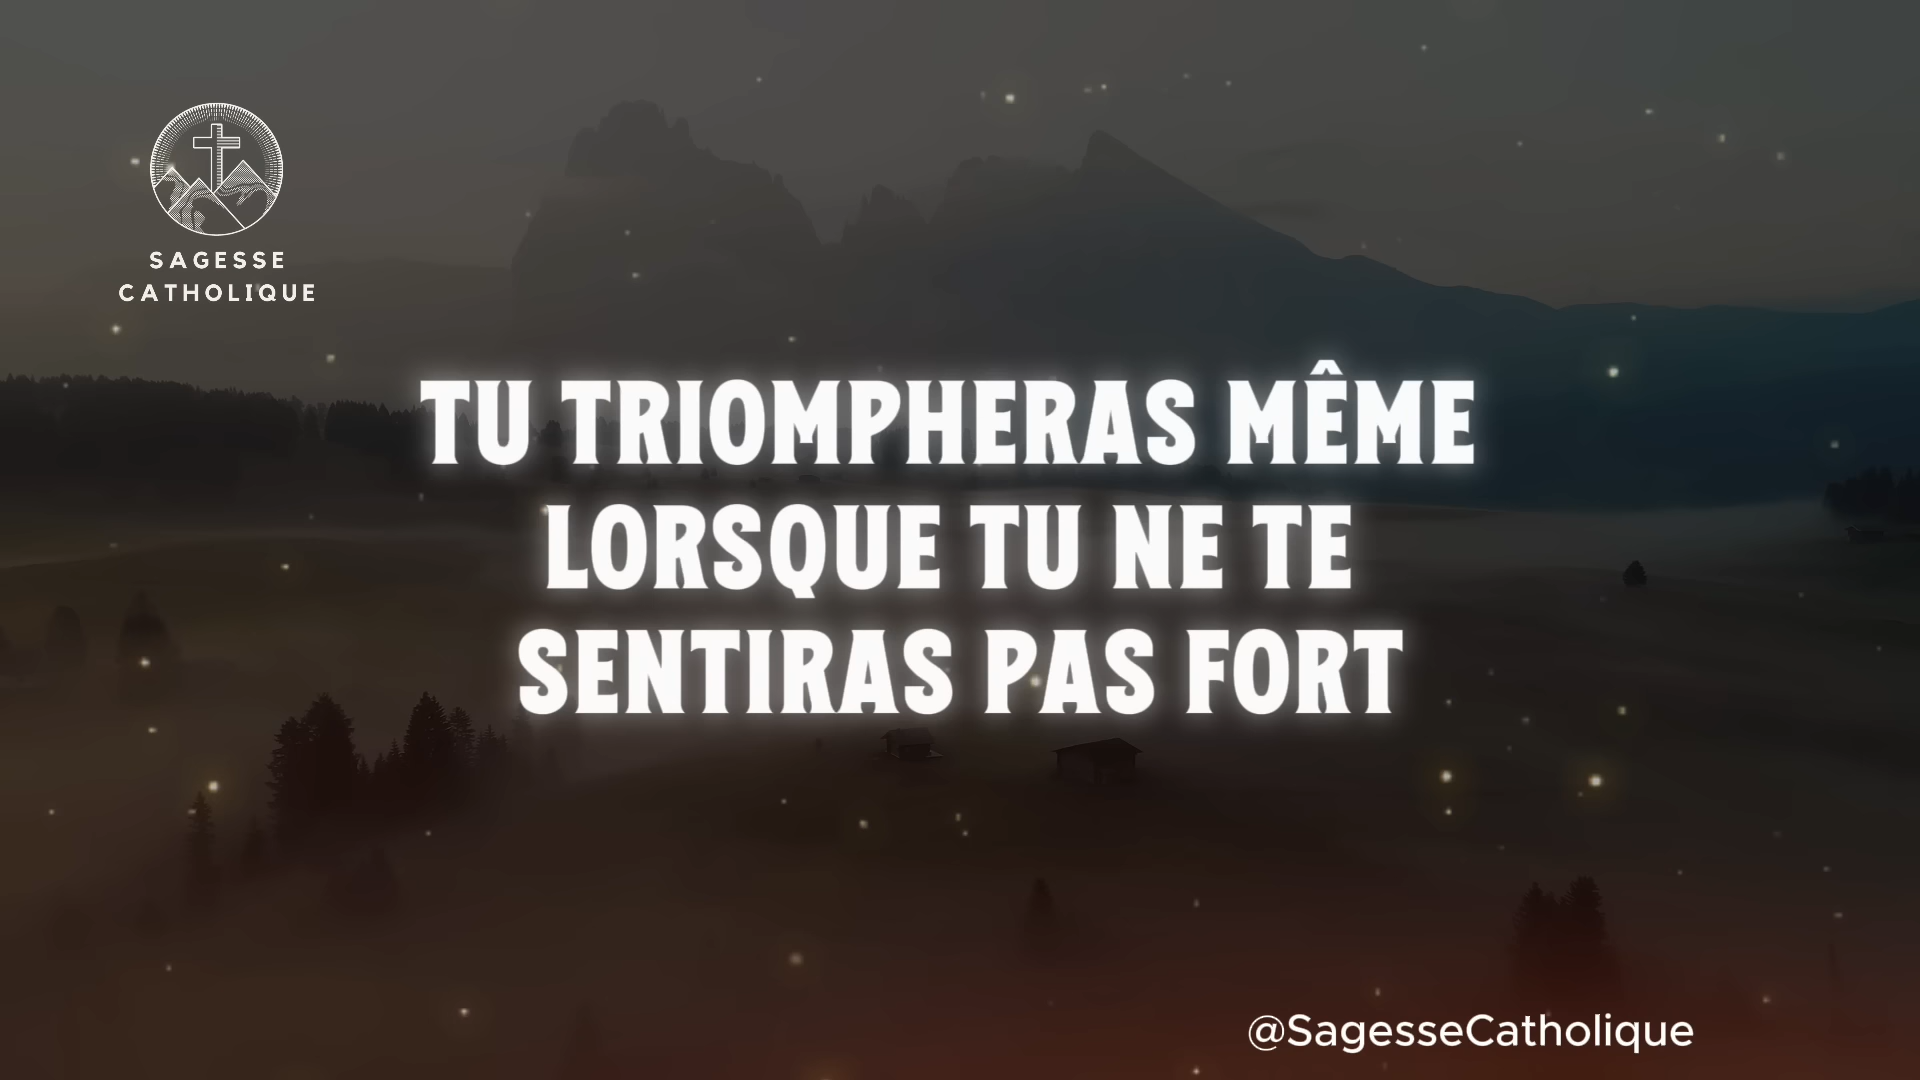 SAGESSE
CATHOLIQUE
TU TRIOMPHERAS MÊME
LORSQUE TU NE TE
SENTIRAS PAS FORT
@SagesseCatholique